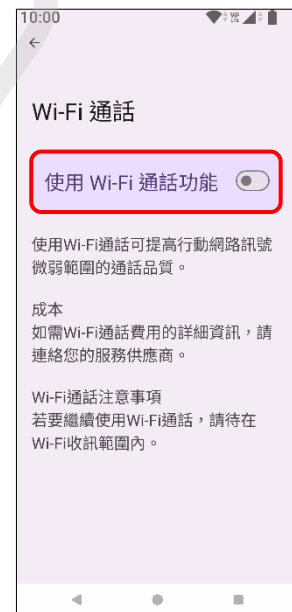 10:00
Wi-Fi 通話
使用 Wi-Fi 通話功能
使用Wi-Fi通話可提高行動網路訊號
微弱範圍的通話品質。
成本
如需Wi-Fi通話費用的詳細資訊，請
連絡您的服務供應商。
Wi-Fi通話注意事項
若要繼續使用Wi-Fi通話，請待在
Wi-Fi收訊範圍內。